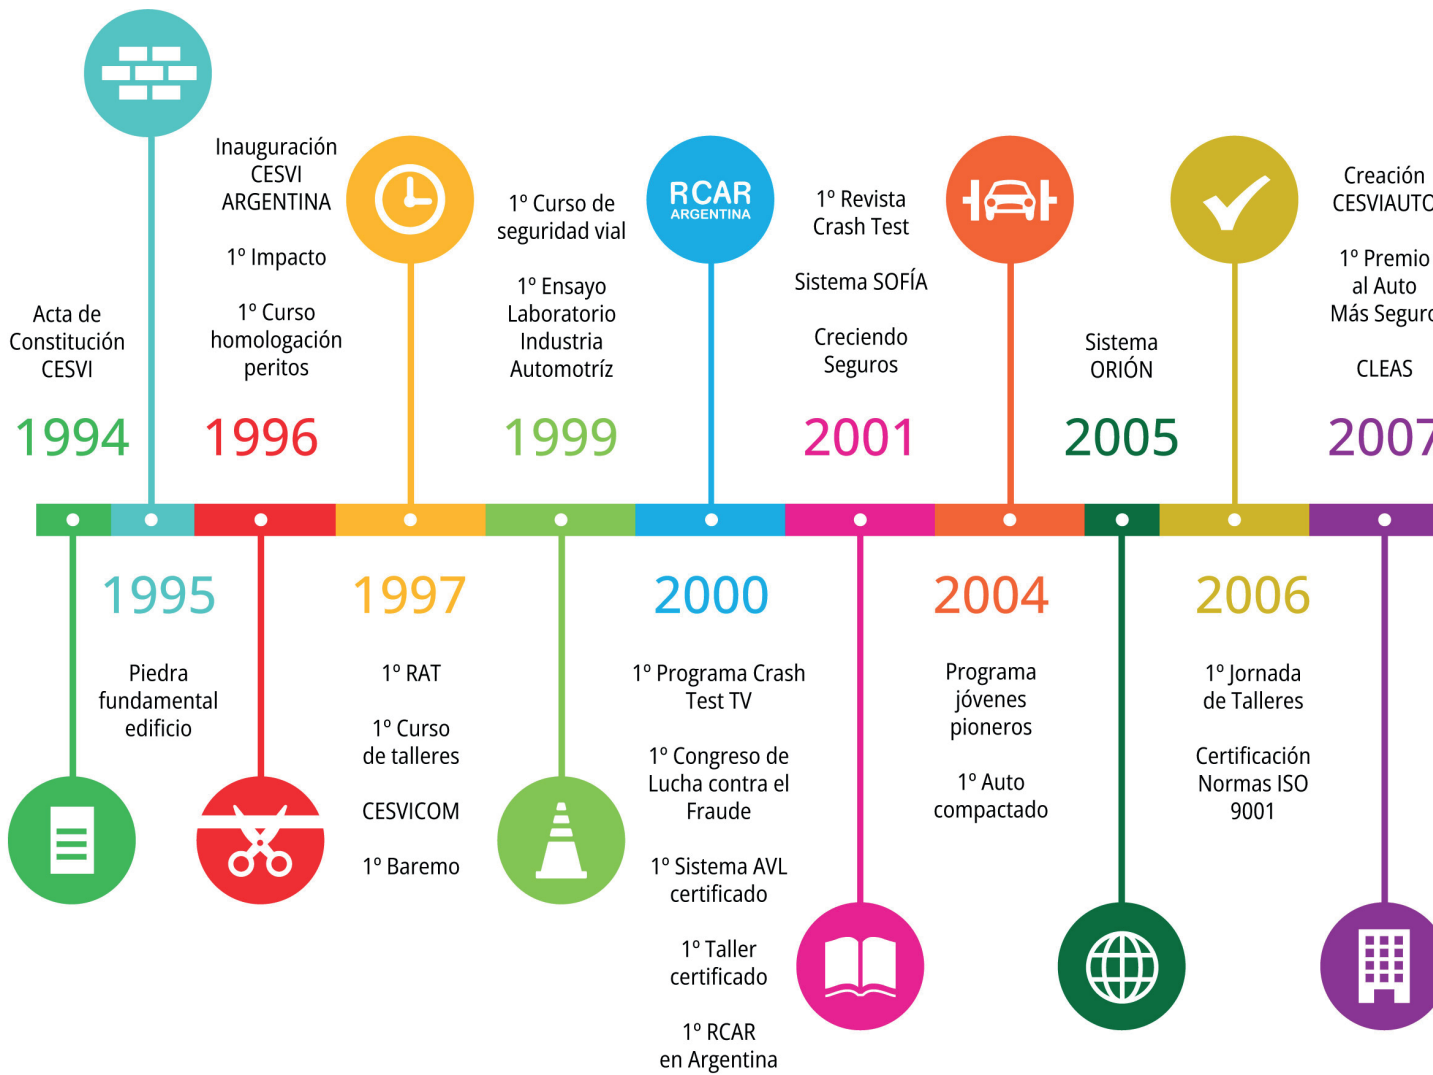 Acta de
Constitución
CESVI
1994
1995
Piedra
fundamental
edificio
Inauguración
CESVI
ARGENTINA
1º Impacto
1º Curso
homologación
peritos
1996
1997
1º RAT
1º Curso
de talleres
CESVICOM
1º Baremo
1º Curso de
seguridad vial
1º Ensayo
Laboratorio
Industria
Automotríz
1999
RCAR
ARGENTINA
2000
1º Programa Crash
Test TV
1º Congreso de
Lucha contra el
Fraude
1º Sistema AVL
certificado
1º Taller
certificado
1º RCAR
en Argentina
1º Revista
Crash Test
Sistema SOFÍA
Creciendo
Seguros
2001
2004
Programa
jóvenes
pioneros
1º Auto
compactado
Sistema
ORIÓN
2005
2006
1º Jornada
de Talleres
Certificación
Normas ISO
9001
Creación
CESVIAUTO
1º Premio
al Auto
Más Seguro
CLEAS
2007